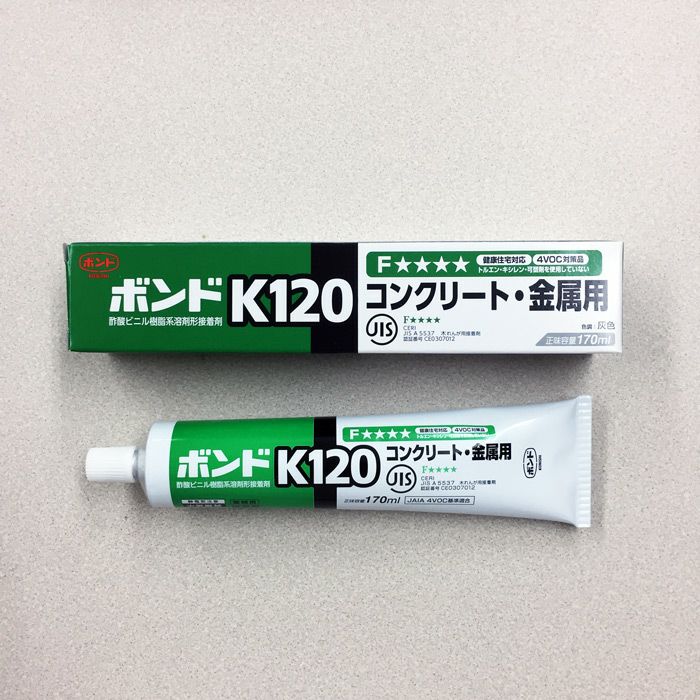 ボンド
KONISHI
ボンド K120
酢酸ビニル樹脂系溶剤形接着剤
F★★★★ 健康住宅対応 4VOC対策品
トルエン・キシレン・可塑剤を使用していない
コンクリート・金属用
JIS
F★★★★
CERI
JIS A 5537 木れんが用接着剤
認証番号 CE0307012
色調:灰色
正味容量170ml
ボンド K120
酢酸ビニル樹脂系溶剤形接着剤
F★★★★ 健康住宅対応 4VOC対策品
コンクリート・金属用
JIS
F★★★★
CERI
JIS A 5537 木れんが用接着剤
認証番号 CE0307012
正味容量170ml JAIA 4VOC基準適合
ボンド
KONISHI